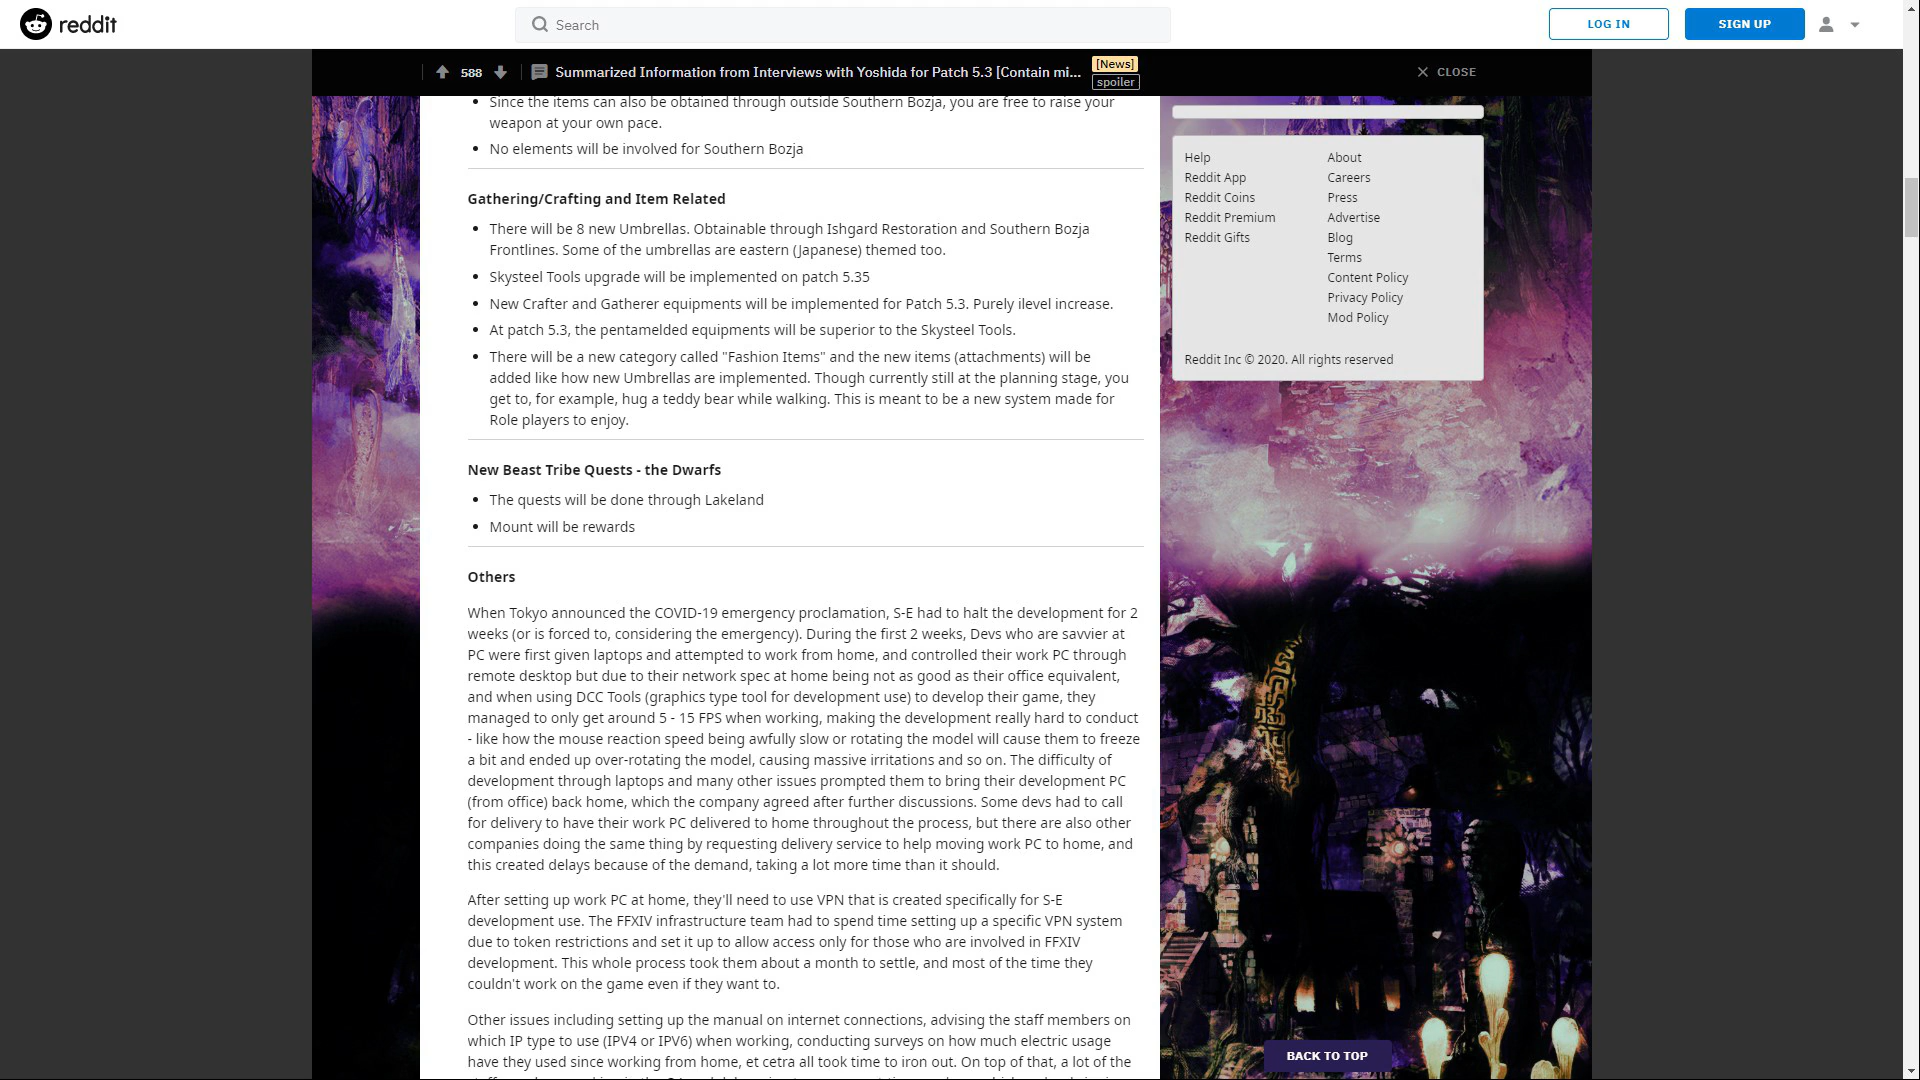 reddit
Search
LOG IN
SIGN UP
588
Summarized Information from Interviews with Yoshida for Patch 5.3 [Contain mi...
[News]
spoiler
CLOSE
Since the items can also be obtained through outside Southern Bozja, you are free to raise your
weapon at your own pace.
No elements will be involved for Southern Bozja
Gathering/Crafting and Item Related
There will be 8 new Umbrellas. Obtainable through Ishgard Restoration and Southern Bozja
Frontlines. Some of the umbrellas are eastern (Japanese) themed too.
Skysteel Tools upgrade will be implemented on patch 5.35
New Crafter and Gatherer equipments will be implemented for Patch 5.3. Purely ilevel increase.
At patch 5.3, the pentamelded equipments will be superior to the Skysteel Tools.
There will be a new category called "Fashion Items" and the new items (attachments) will be
added like how new Umbrellas are implemented. Though currently still at the planning stage, you
get to, for example, hug a teddy bear while walking. This is meant to be a new system made for
Role players to enjoy.
New Beast Tribe Quests - the Dwarfs
The quests will be done through Lakeland
Mount will be rewards
Others
When Tokyo announced the COVID-19 emergency proclamation, S-E had to halt the development for 2
weeks (or is forced to, considering the emergency). During the first 2 weeks, Devs who are savvier at
PC were first given laptops and attempted to work from home, and controlled their work PC through
remote desktop but due to their network spec at home being not as good as their office equivalent,
and when using DCC Tools (graphics type tool for development use) to develop their game, they
managed to only get around 5 - 15 FPS when working, making the development really hard to conduct
- like how the mouse reaction speed being awfully slow or rotating the model will cause them to freeze
a bit and ended up over-rotating the model, causing massive irritations and so on. The difficulty of
development through laptops and many other issues prompted them to bring their development PC
(from office) back home, which the company agreed after further discussions. Some devs had to call
for delivery to have their work PC delivered to home throughout the process, but there are also other
companies doing the same thing by requesting delivery service to help moving work PC to home, and
this created delays because of the demand, taking a lot more time than it should.
After setting up work PC at home, they'll need to use VPN that is created specifically for S-E
development use. The FFXIV infrastructure team had to spend time setting up a specific VPN system
due to token restrictions and set it up to allow access only for those who are involved in FFXIV
development. This whole process took them about a month to settle, and most of the time they
couldn't work on the game even if they want to.
Other issues including setting up the manual on internet connections, advising the staff members on
which IP type to use (IPV4 or IPV6) when working, conducting surveys on how much electric usage
have they used since working from home, et cetra all took time to iron out. On top of that, a lot of the
Help
Reddit App
Reddit Coins
Reddit Premium
Reddit Gifts
About
Careers
Press
Advertise
Blog
Terms
Content Policy
Privacy Policy
Mod Policy
Reddit Inc © 2020. All rights reserved
BACK TO TOP